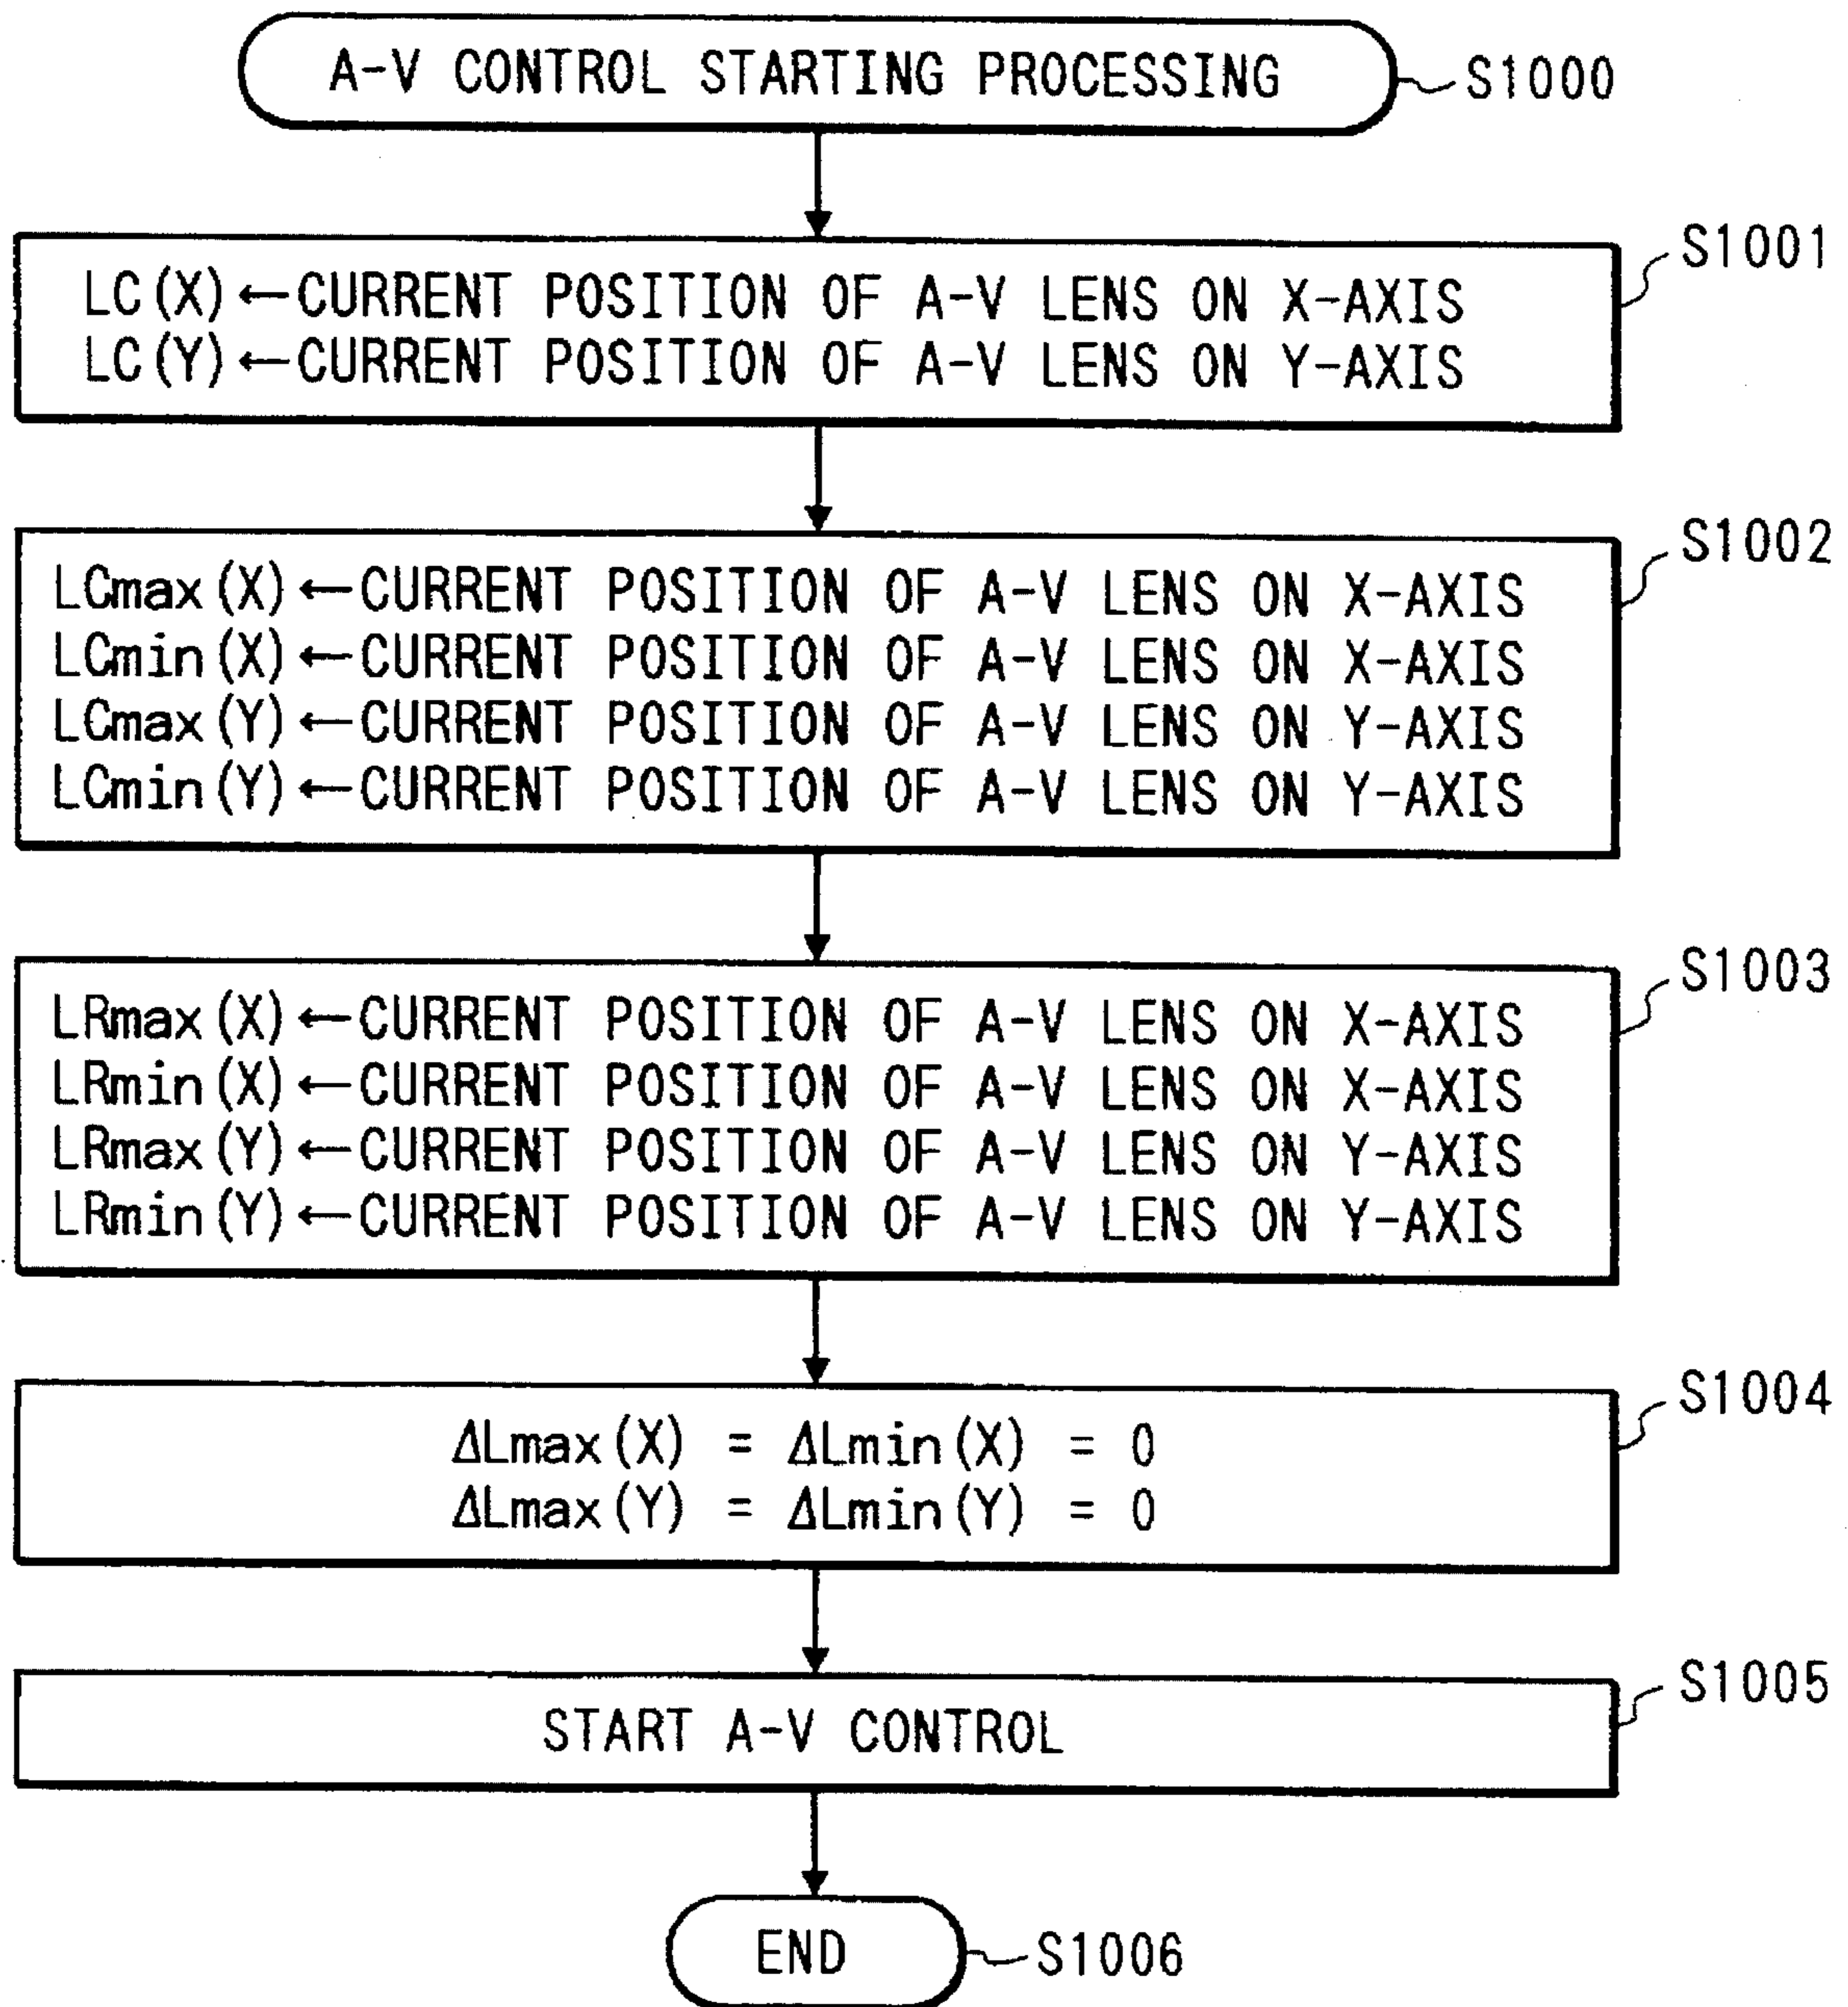 A-V CONTROL STARTING PROCESSING
S1000
S1001
LC(X)←CURRENT POSITION OF A-V LENS ON X-AXIS
LC(Y)←CURRENT POSITION OF A-V LENS ON Y-AXIS
S1002
LCmax(X)←CURRENT POSITION OF A-V LENS ON X-AXIS
LCmin(X)←CURRENT POSITION OF A-V LENS ON X-AXIS
LCmax(Y)←CURRENT POSITION OF A-V LENS ON Y-AXIS
LCmin(Y)←CURRENT POSITION OF A-V LENS ON Y-AXIS
S1003
LRmax(X)←CURRENT POSITION OF A-V LENS ON X-AXIS
LRmin(X)←CURRENT POSITION OF A-V LENS ON X-AXIS
LRmax(Y)←CURRENT POSITION OF A-V LENS ON Y-AXIS
LRmin(Y)←CURRENT POSITION OF A-V LENS ON Y-AXIS
S1004
ΔLmax(X) = ΔLmin(X) = 0
ΔLmax(Y) = ΔLmin(Y) = 0
S1005
START A-V CONTROL
END
S1006